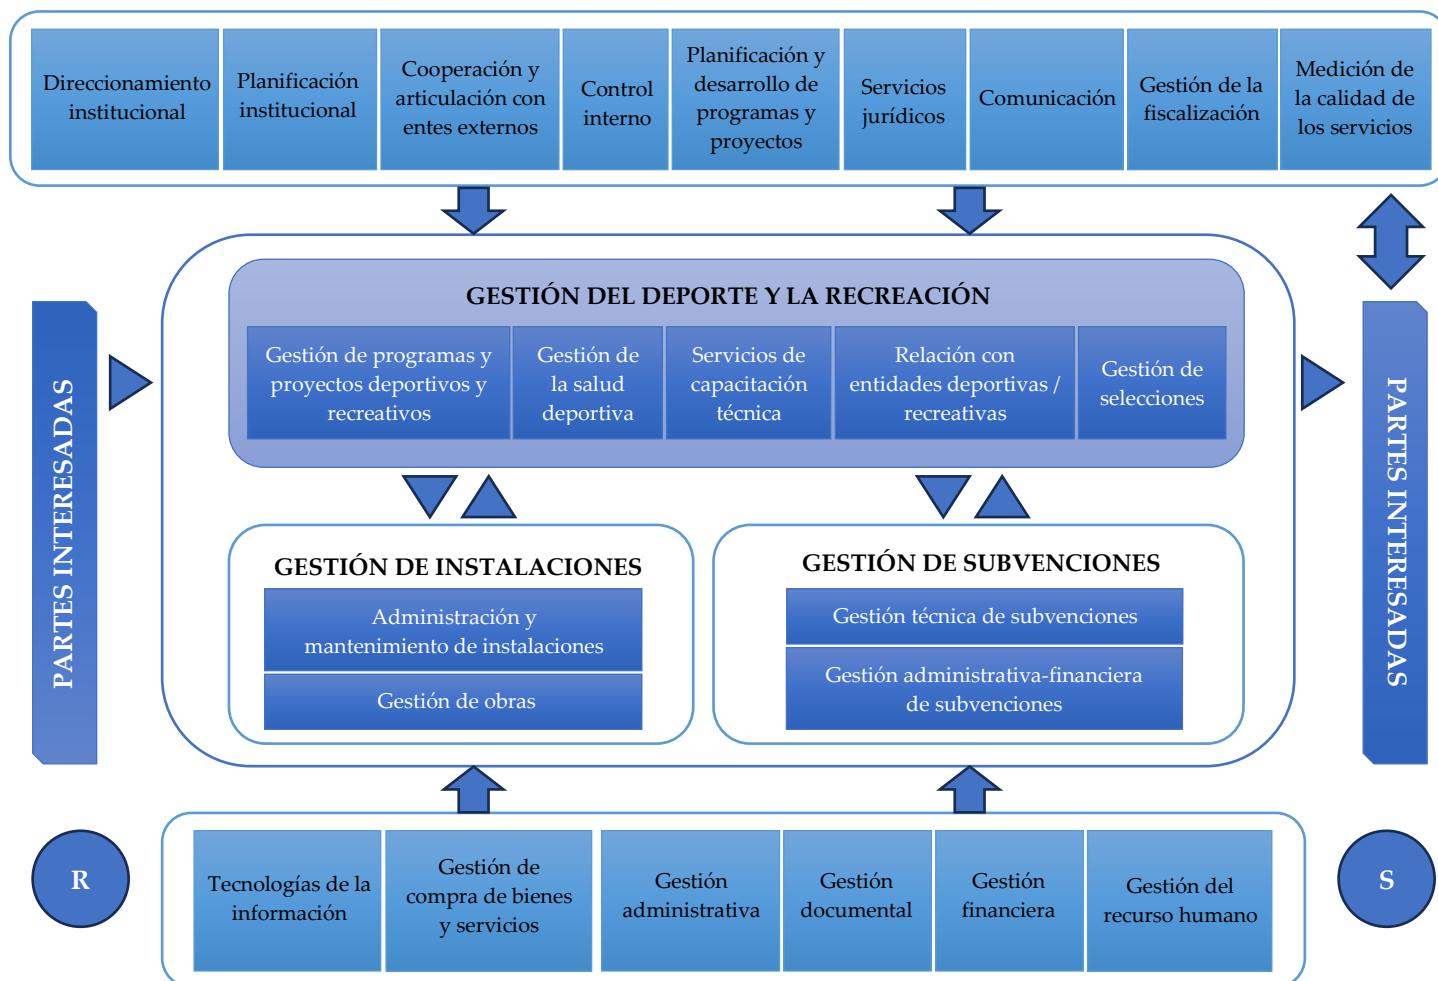 Direccionamiento
institucional
Planificación
institucional
Cooperación y
articulación con
entes externos
Control
interno
Planificación y
desarrollo de
programas y
proyectos
Servicios
jurídicos
Comunicación
Gestión de la
fiscalización
Medición de
la calidad de
los servicios
PARTES INTERESADAS
GESTIÓN DEL DEPORTE Y LA RECREACIÓN
Gestión de programas y
proyectos deportivos y
recreativos
Gestión de
la salud
deportiva
Servicios de
capacitación
técnica
Relación con
entidades deportivas /
recreativas
Gestión de
selecciones
GESTIÓN DE INSTALACIONES
Administración y
mantenimiento de instalaciones
Gestión de obras
GESTIÓN DE SUBVENCIONES
Gestión técnica de subvenciones
Gestión administrativa-financiera
de subvenciones
PARTES INTERESADAS
R
Tecnologías de la
información
Gestión de
compra de bienes
y servicios
Gestión
administrativa
Gestión
documental
Gestión
financiera
Gestión del
recurso humano
S